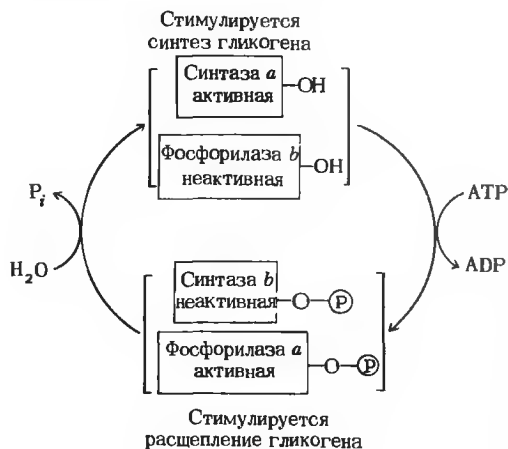 Стимулируется
синтез гликогена
Синтаза a
активная
OH
Фосфорилаза b
неактивная
OH
P_i
H₂O
ATP
ADP
Синтаза b
неактивная
O
P
Фосфорилаза a
активная
O
P
Стимулируется
расщепление гликогена